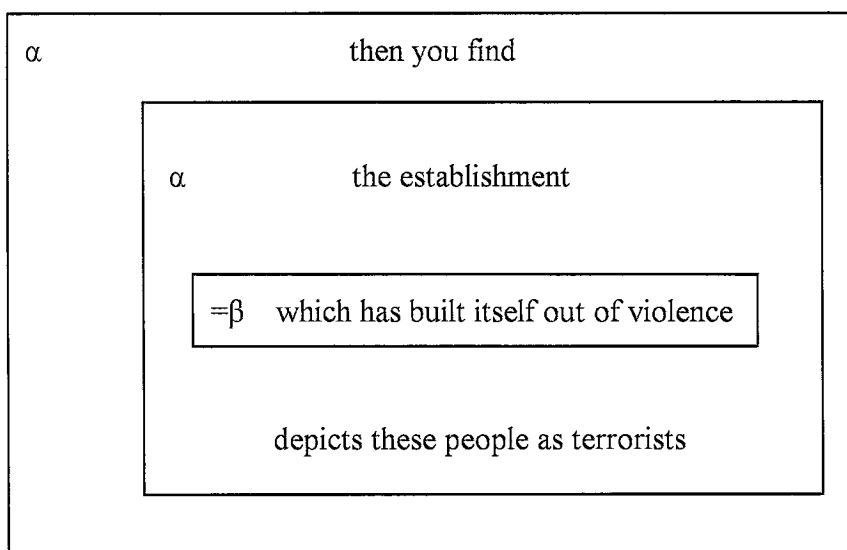 α then you find
α the establishment
=β which has built itself out of violence
depicts these people as terrorists